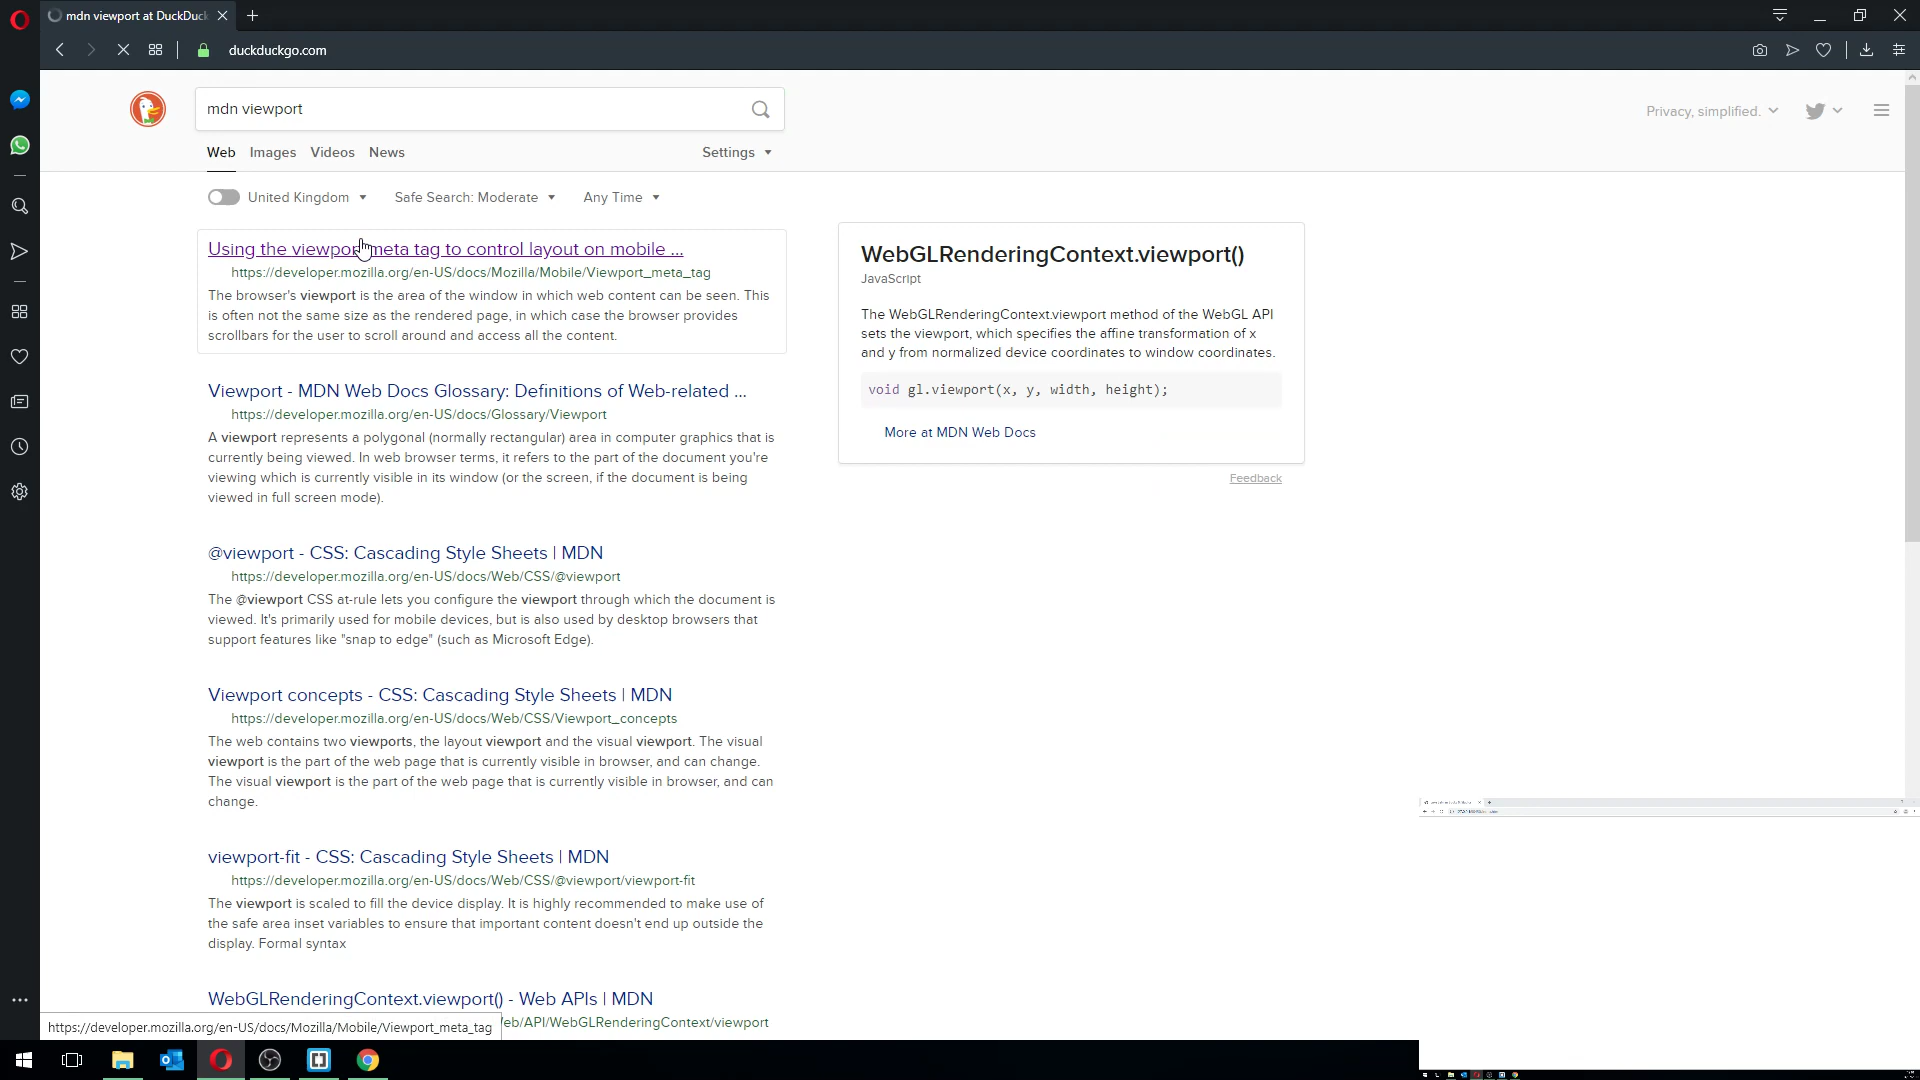 mdn viewport at DuckDuc
duckduckgo.com
mdn viewport
Privacy, simplified.
Web Images Videos News Settings
United Kingdom Safe Search: Moderate Any Time
Using the viewport meta tag to control layout on mobile ...
https://developer.mozilla.org/en-US/docs/Mozilla/Mobile/Viewport_meta_tag
The browser's viewport is the area of the window in which web content can be seen. This
is often not the same size as the rendered page, in which case the browser provides
scrollbars for the user to scroll around and access all the content.
Viewport - MDN Web Docs Glossary: Definitions of Web-related ...
https://developer.mozilla.org/en-US/docs/Glossary/Viewport
A viewport represents a polygonal (normally rectangular) area in computer graphics that is
currently being viewed. In web browser terms, it refers to the part of the document you're
viewing which is currently visible in its window (or the screen, if the document is being
viewed in full screen mode).
@viewport - CSS: Cascading Style Sheets | MDN
https://developer.mozilla.org/en-US/docs/Web/CSS/@viewport
The @viewport CSS at-rule lets you configure the viewport through which the document is
viewed. It's primarily used for mobile devices, but is also used by desktop browsers that
support features like "snap to edge" (such as Microsoft Edge).
Viewport concepts - CSS: Cascading Style Sheets | MDN
https://developer.mozilla.org/en-US/docs/Web/CSS/Viewport_concepts
The web contains two viewports, the layout viewport and the visual viewport. The visual
viewport is the part of the web page that is currently visible in browser, and can change.
The visual viewport is the part of the web page that is currently visible in browser, and can
change.
viewport-fit - CSS: Cascading Style Sheets | MDN
https://developer.mozilla.org/en-US/docs/Web/CSS/@viewport/viewport-fit
The viewport is scaled to fill the device display. It is highly recommended to make use of
the safe area inset variables to ensure that important content doesn't end up outside the
display. Formal syntax
WebGLRenderingContext.viewport() - Web APIs | MDN
/eb/API/WebGLRenderingContext/viewport
https://developer.mozilla.org/en-US/docs/Mozilla/Mobile/Viewport_meta_tag
WebGLRenderingContext.viewport()
JavaScript
The WebGLRenderingContext.viewport method of the WebGL API
sets the viewport, which specifies the affine transformation of x
and y from normalized device coordinates to window coordinates.
void gl.viewport(x, y, width, height);
More at MDN Web Docs
Feedback